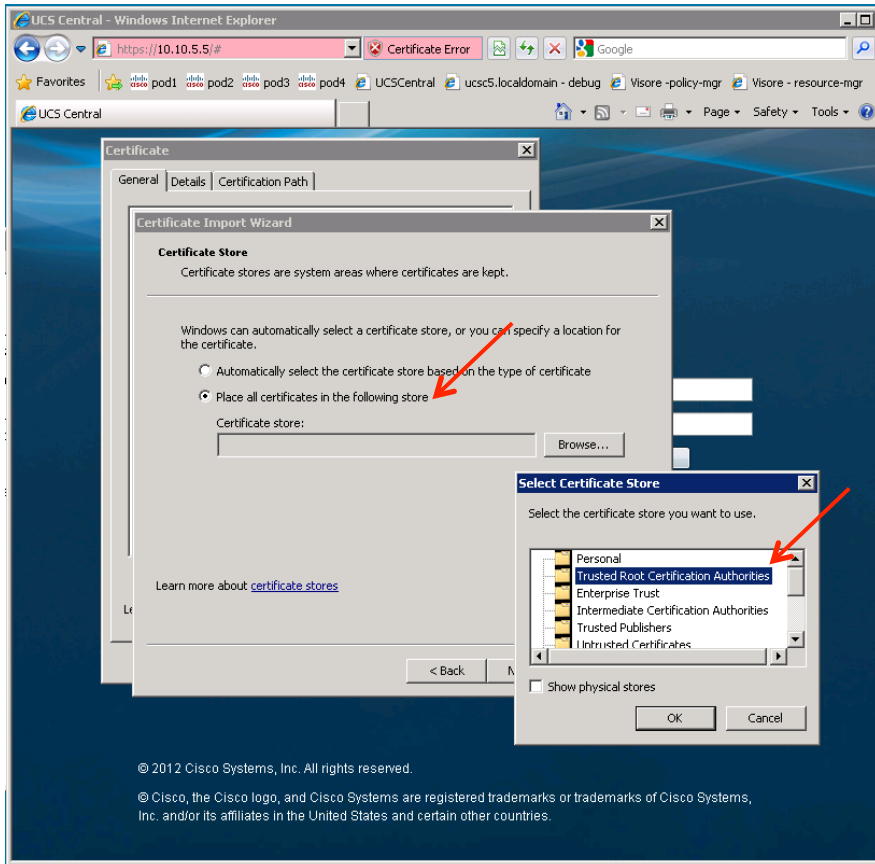 UCS Central - Windows Internet Explorer
https://10.10.5.5/#
Certificate Error
Google
Favorites
cisco pod1 cisco pod2 cisco pod3 cisco pod4 UCSCentral ucsc5.localdomain - debug Visore -policy-mgr Visore - resource-mgr
UCS Central
Page Safety Tools
Certificate
General Details Certification Path
Certificate Import Wizard
Certificate Store
Certificate stores are system areas where certificates are kept.
Windows can automatically select a certificate store, or you can specify a location for
the certificate.
Automatically select the certificate store based on the type of certificate
Place all certificates in the following store
Certificate store:
Browse...
Select Certificate Store
Select the certificate store you want to use.
Personal
Trusted Root Certification Authorities
Enterprise Trust
Intermediate Certification Authorities
Trusted Publishers
Untrusted Certificates
Show physical stores
OK Cancel
Learn more about certificate stores
Le
< Back N
© 2012 Cisco Systems, Inc. All rights reserved.
© Cisco, the Cisco logo, and Cisco Systems are registered trademarks or trademarks of Cisco Systems,
Inc. and/or its affiliates in the United States and certain other countries.